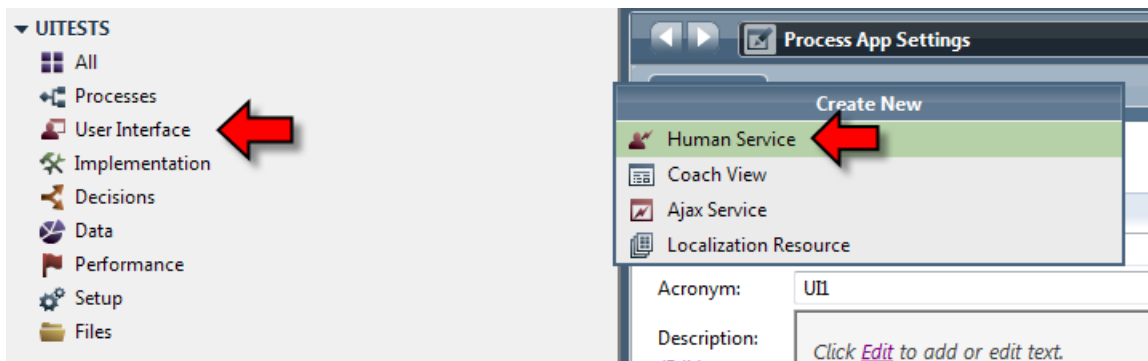 UITESTS
All
Processes
User Interface
Implementation
Decisions
Data
Performance
Setup
Files
Process App Settings
Create New
Human Service
Coach View
Ajax Service
Localization Resource
Acronym: UI1
Description:
Click Edit to add or edit text.